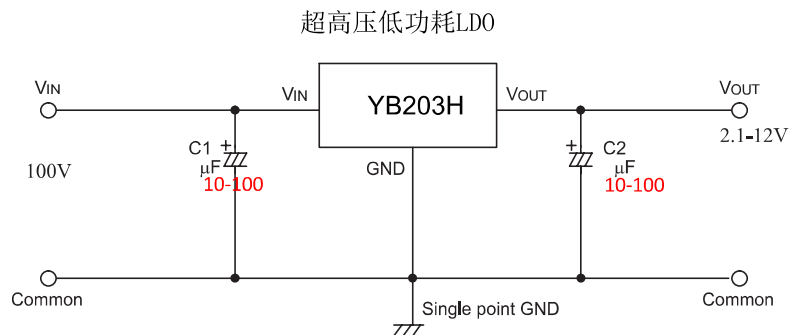 超高压低功耗LDO
VIN
VIN
YB203H
VOUT
VOUT
2.1-12V
100V
C1 +
μF
10-100
GND
+ C2
μF
10-100
Common
Single point GND
Common